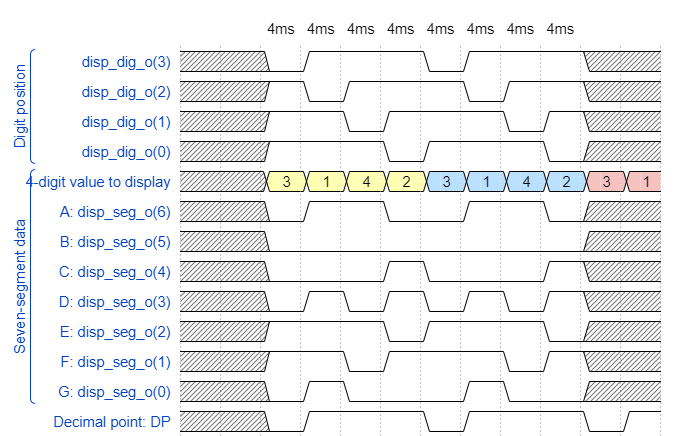 4ms 4ms 4ms 4ms 4ms 4ms 4ms 4ms
Digit position
disp_dig_o(3)
disp_dig_o(2)
disp_dig_o(1)
disp_dig_o(0)
Seven-segment data
4-digit value to display 3 1 4 2 3 1 4 2 3 1
A: disp_seg_o(6)
B: disp_seg_o(5)
C: disp_seg_o(4)
D: disp_seg_o(3)
E: disp_seg_o(2)
F: disp_seg_o(1)
G: disp_seg_o(0)
Decimal point: DP